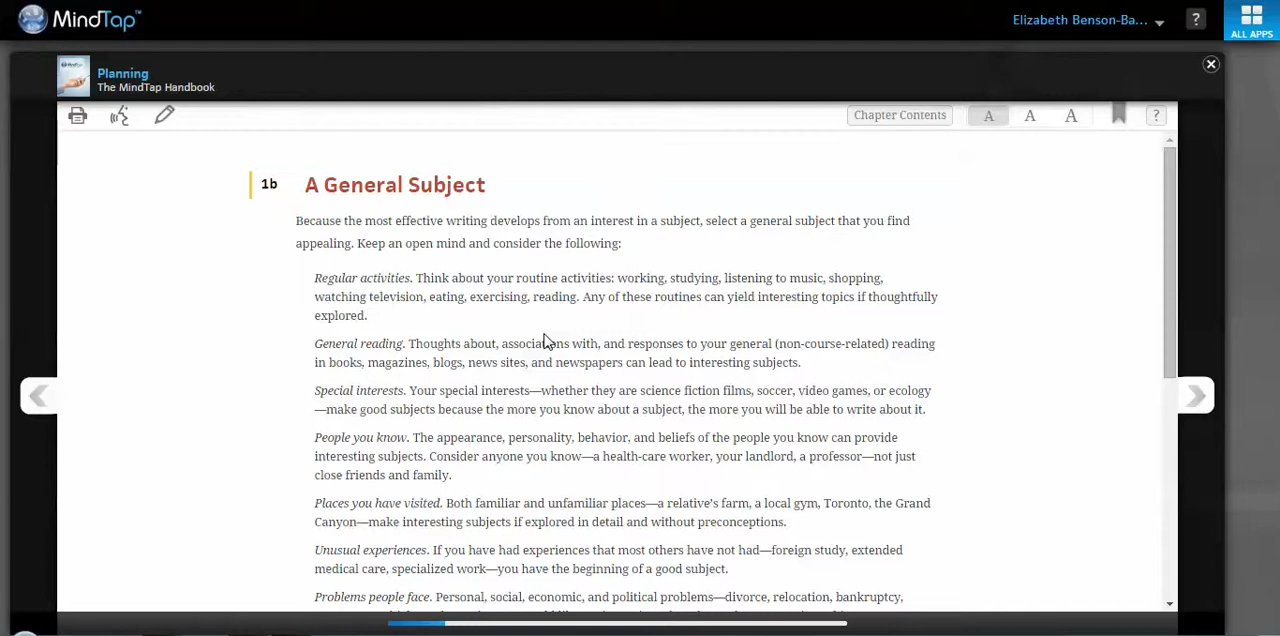 MindTap
Elizabeth Benson-Ba...
?
ALL APPS
Planning
The MindTap Handbook
Chapter Contents
A A A
?
1b A General Subject
Because the most effective writing develops from an interest in a subject, select a general subject that you find
appealing. Keep an open mind and consider the following:
Regular activities. Think about your routine activities: working, studying, listening to music, shopping,
watching television, eating, exercising, reading. Any of these routines can yield interesting topics if thoughtfully
explored.
General reading. Thoughts about, associations with, and responses to your general (non-course-related) reading
in books, magazines, blogs, news sites, and newspapers can lead to interesting subjects.
Special interests. Your special interests—whether they are science fiction films, soccer, video games, or ecology
—make good subjects because the more you know about a subject, the more you will be able to write about it.
People you know. The appearance, personality, behavior, and beliefs of the people you know can provide
interesting subjects. Consider anyone you know—a health-care worker, your landlord, a professor—not just
close friends and family.
Places you have visited. Both familiar and unfamiliar places—a relative's farm, a local gym, Toronto, the Grand
Canyon—make interesting subjects if explored in detail and without preconceptions.
Unusual experiences. If you have had experiences that most others have not had—foreign study, extended
medical care, specialized work—you have the beginning of a good subject.
Problems people face. Personal, social, economic, and political problems—divorce, relocation, bankruptcy,